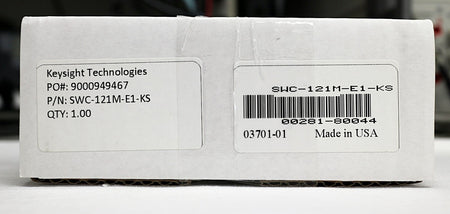 Keysight Technologies
PO#: 9000949467
P/N: SWC-121M-E1-KS
QTY: 1.00
SWC-121M-E1-KS
00281-80044
03701-01 Made in USA